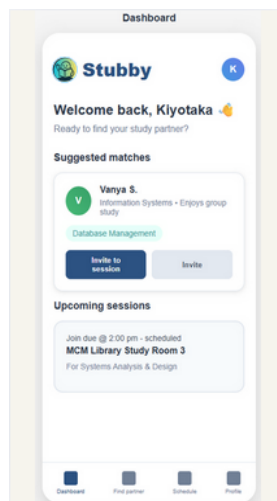 Dashboard
Stubby
K
Welcome back, Kiyotaka 👋
Ready to find your study partner?
Suggested matches
V
Vanya S.
Information Systems • Enjoys group
study
Database Management
Invite to
session
Invite
Upcoming sessions
Join due @ 2:00 pm - scheduled
MCM Library Study Room 3
For Systems Analysis & Design
Dashboard
Find partner
Schedule
Profile